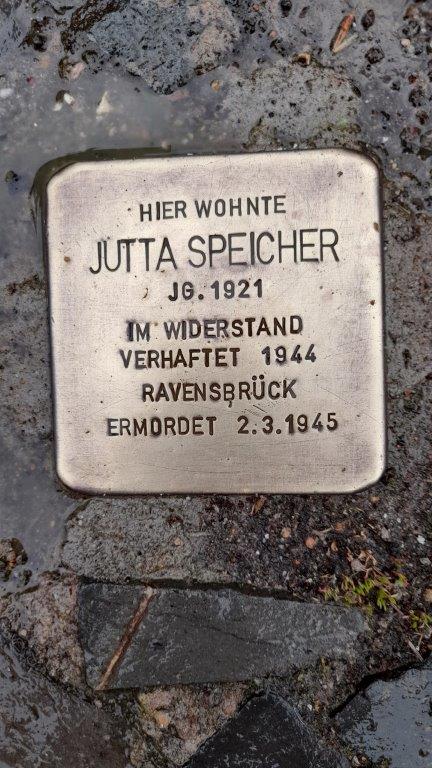 HIER WOHNTE
JUTTA SPEICHER
JG. 1921
IM WIDERSTAND
VERHAFTET 1944
RAVENSBRÜCK
ERMORDET 2.3.1945